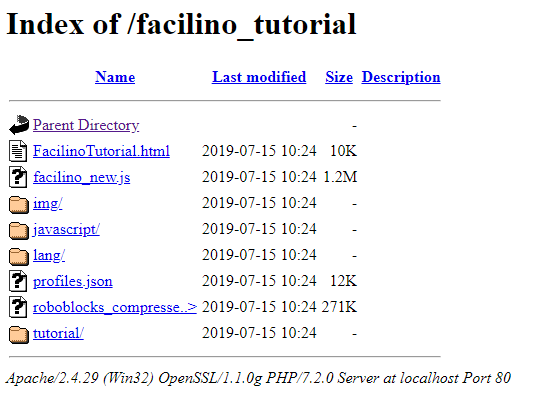 Index of /facilino_tutorial
Name Last modified Size Description
Parent Directory -
FacilinoTutorial.html 2019-07-15 10:24 10K
facilino_new.js 2019-07-15 10:24 1.2M
img/ 2019-07-15 10:24 -
javascript/ 2019-07-15 10:24 -
lang/ 2019-07-15 10:24 -
profiles.json 2019-07-15 10:24 12K
roboblocks_compresse..> 2019-07-15 10:24 271K
tutorial/ 2019-07-15 10:24 -
Apache/2.4.29 (Win32) OpenSSL/1.1.0g PHP/7.2.0 Server at localhost Port 80